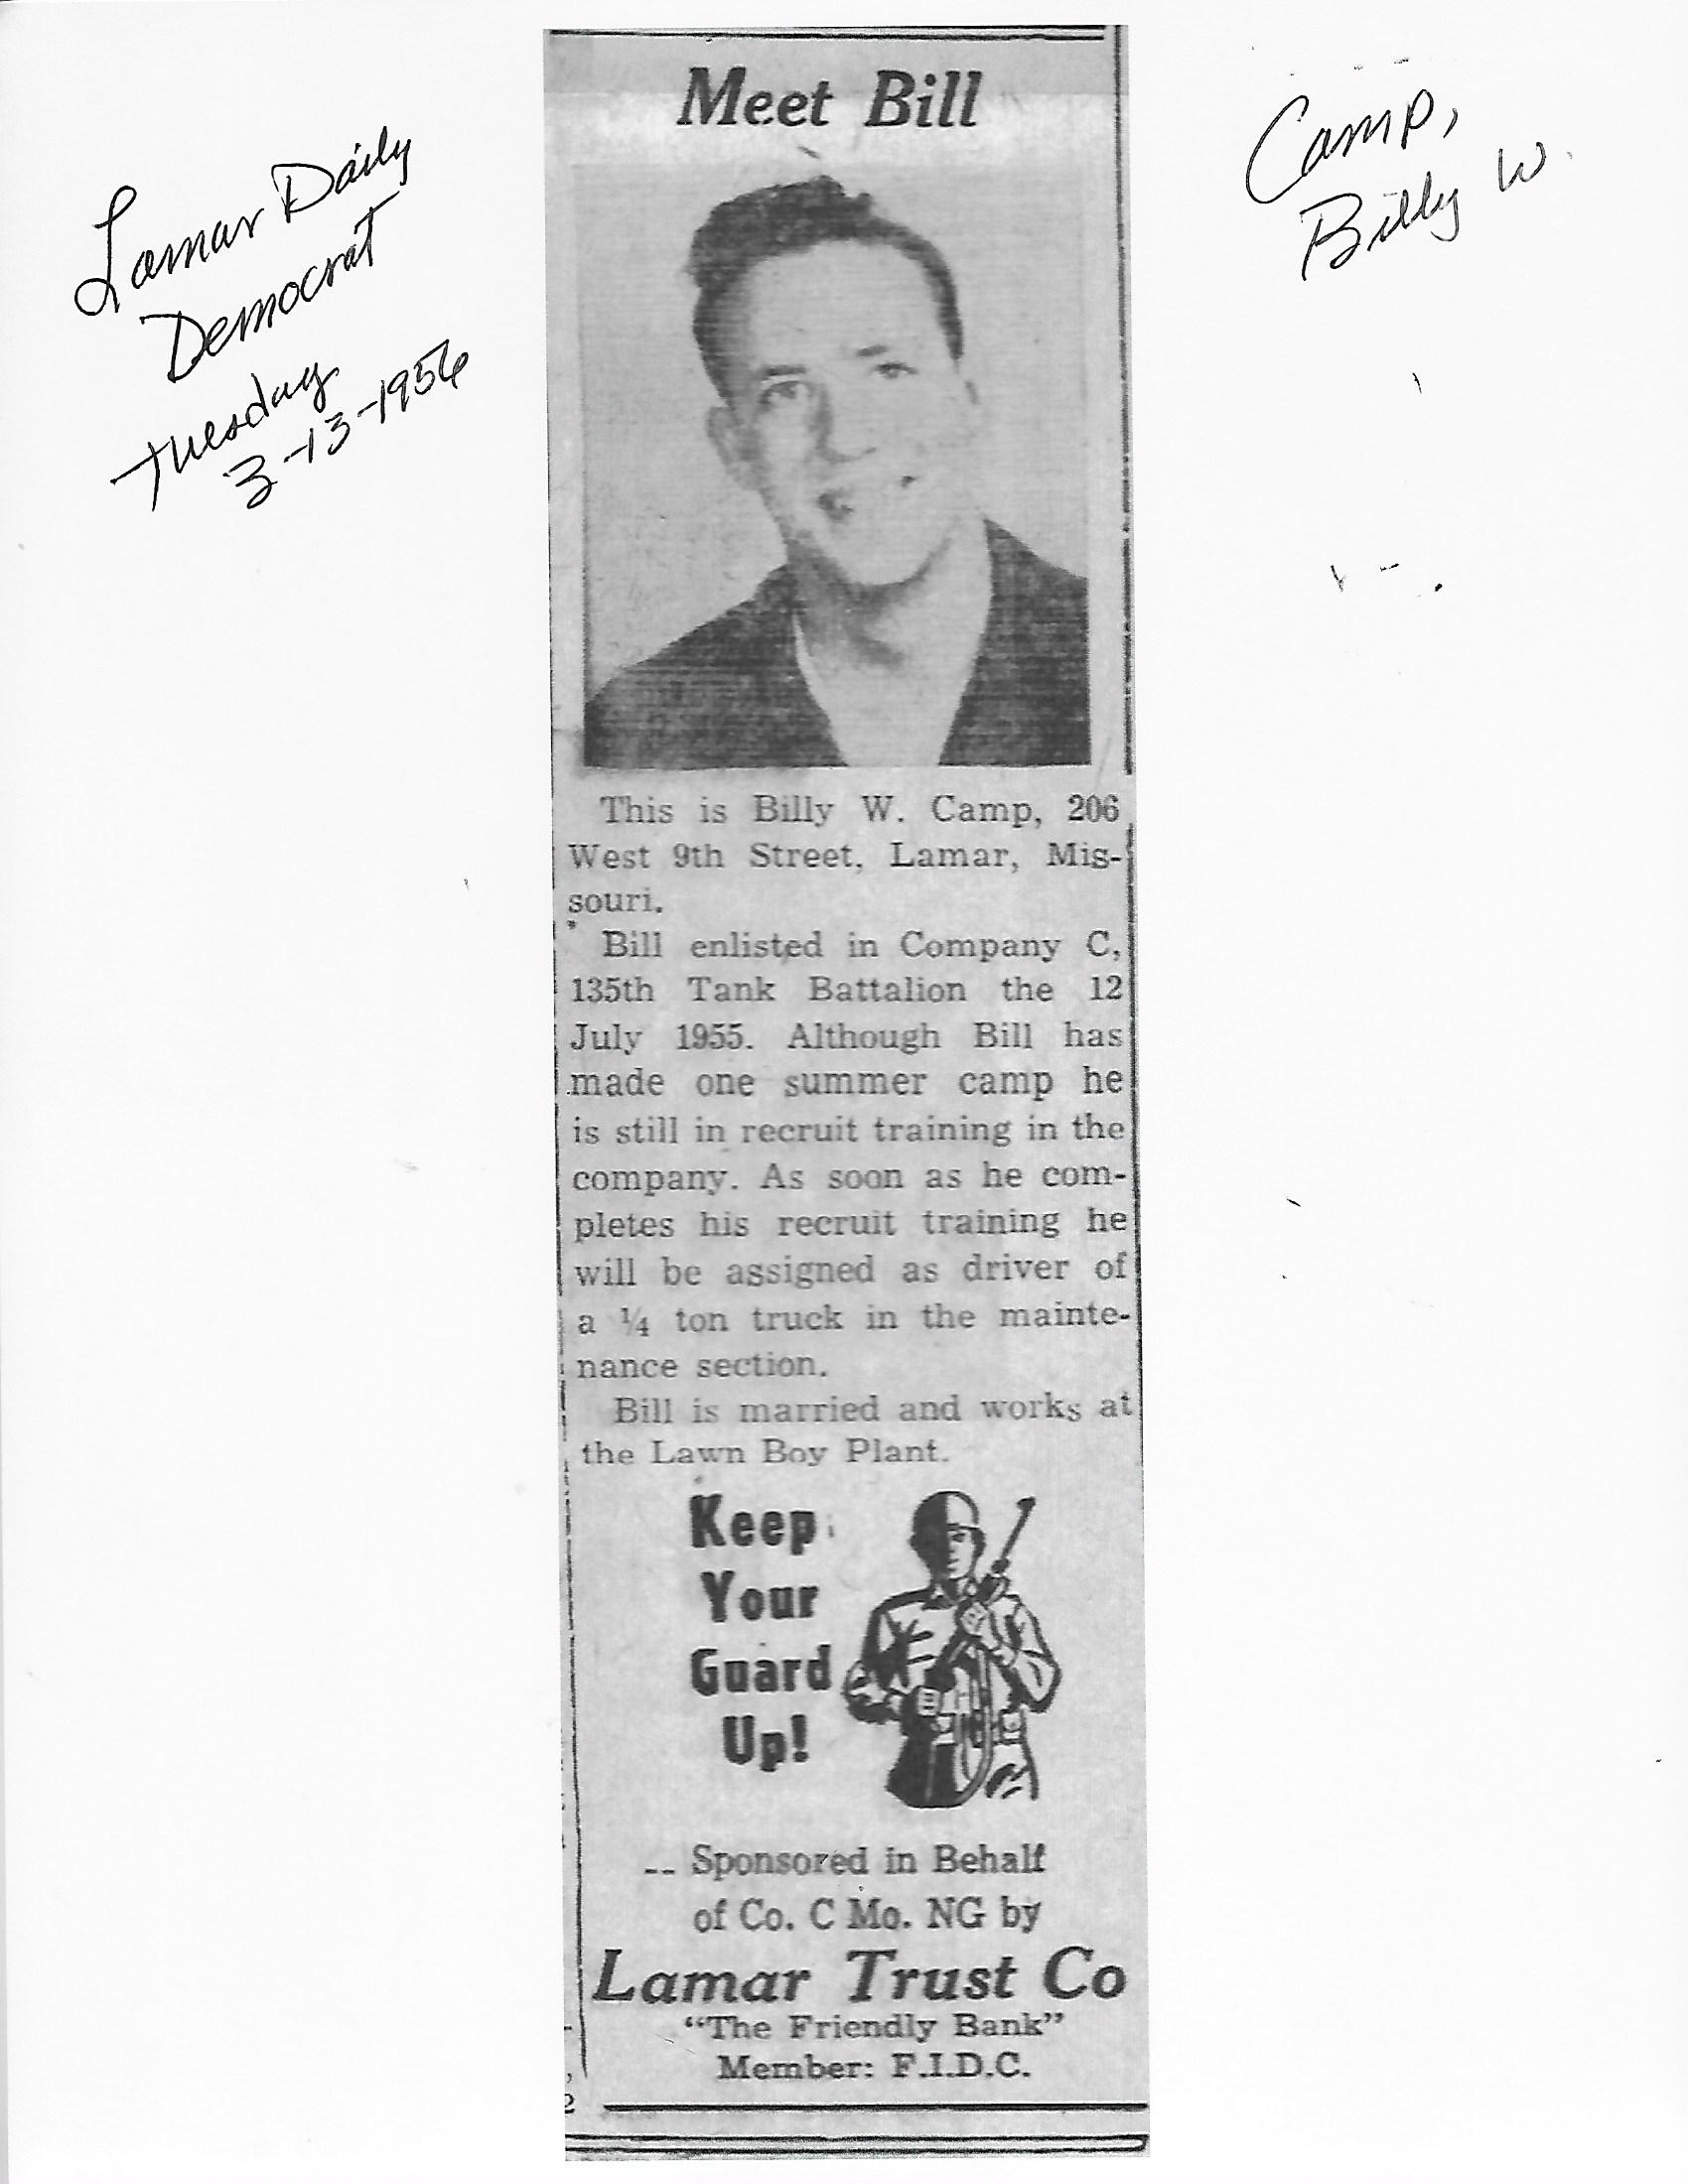 Lamar Daily
Democrat
Tuesday
3-13-1956
Camp,
Billy W.
Meet Bill
This is Billy W. Camp, 206
West 9th Street, Lamar, Mis-
souri.
Bill enlisted in Company C,
135th Tank Battalion the 12
July 1955. Although Bill has
made one summer camp he
is still in recruit training in the
company. As soon as he com-
pletes his recruit training he
will be assigned as driver of
a ¼ ton truck in the mainte-
nance section.
Bill is married and works at
the Lawn Boy Plant.
Keep
Your
Guard
Up!
-- Sponsored in Behalf
of Co. C Mo. NG by
Lamar Trust Co
"The Friendly Bank"
Member: F.I.D.C.
2